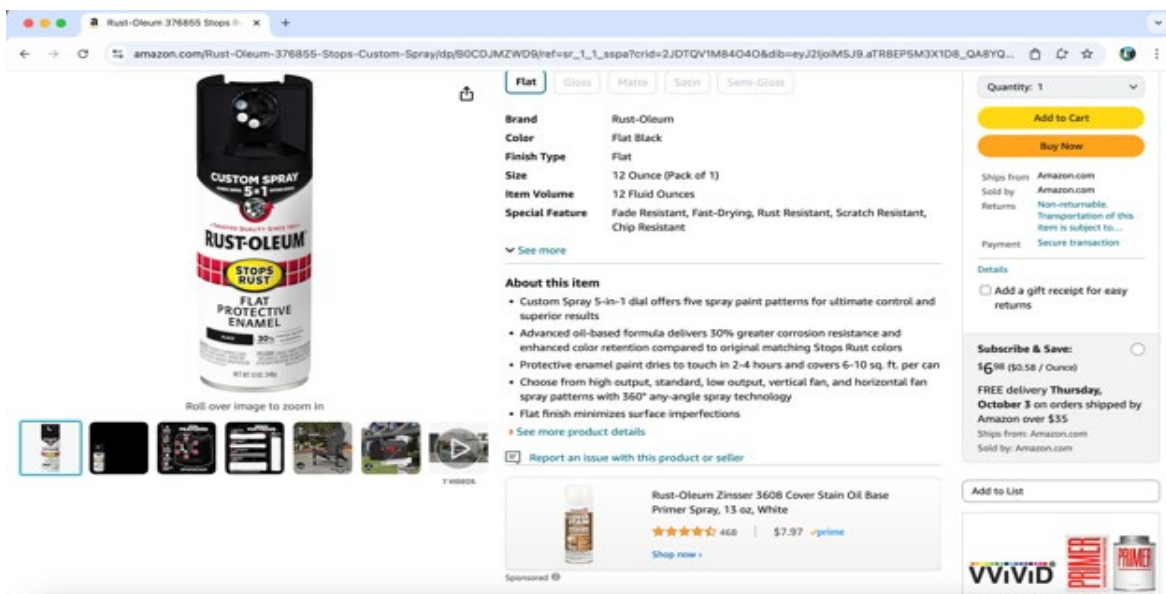 Rust-Oleum 376855 Stops R
amazon.com/Rust-Oleum-376855-Stops-Custom-Spray/dp/B0CDJMZWD9/ref=sr_1_1_sspa?crid=2JDTQV1M84O4O&dib=eyJ2IjoiMSJ9.aTRBEP5M3X1D8_QA8YQ...
CUSTOM SPRAY
5 in 1
TRUSTED QUALITY SINCE 1921
RUST-OLEUM
STOPS
RUST
FLAT
PROTECTIVE
ENAMEL
BLACK
30%
Roll over image to zoom in
7 VIDEOS
Flat
Gloss
Matte
Satin
Semi-Gloss
Brand Rust-Oleum
Color Flat Black
Finish Type Flat
Size 12 Ounce (Pack of 1)
Item Volume 12 Fluid Ounces
Special Feature Fade Resistant, Fast-Drying, Rust Resistant, Scratch Resistant,
Chip Resistant
See more
About this item
• Custom Spray 5-in-1 dial offers five spray paint patterns for ultimate control and
superior results
• Advanced oil-based formula delivers 30% greater corrosion resistance and
enhanced color retention compared to original matching Stops Rust colors
• Protective enamel paint dries to touch in 2-4 hours and covers 6-10 sq. ft. per can
• Choose from high output, standard, low output, vertical fan, and horizontal fan
spray patterns with 360° any-angle spray technology
• Flat finish minimizes surface imperfections
› See more product details
Report an issue with this product or seller
COVER
STAIN
Rust-Oleum Zinsser 3608 Cover Stain Oil Base
Primer Spray, 13 oz, White
468 | $7.97 prime
Shop now ›
Sponsored
Quantity: 1
Add to Cart
Buy Now
Ships from Amazon.com
Sold by Amazon.com
Returns Non-returnable.
Transportation of this
item is subject to...
Payment Secure transaction
Details
Add a gift receipt for easy
returns
Subscribe & Save:
$6.98 ($0.58 / Ounce)
FREE delivery Thursday,
October 3 on orders shipped by
Amazon over $35
Ships from: Amazon.com
Sold by: Amazon.com
Add to List
VViViD
PRIMER
PRIMER